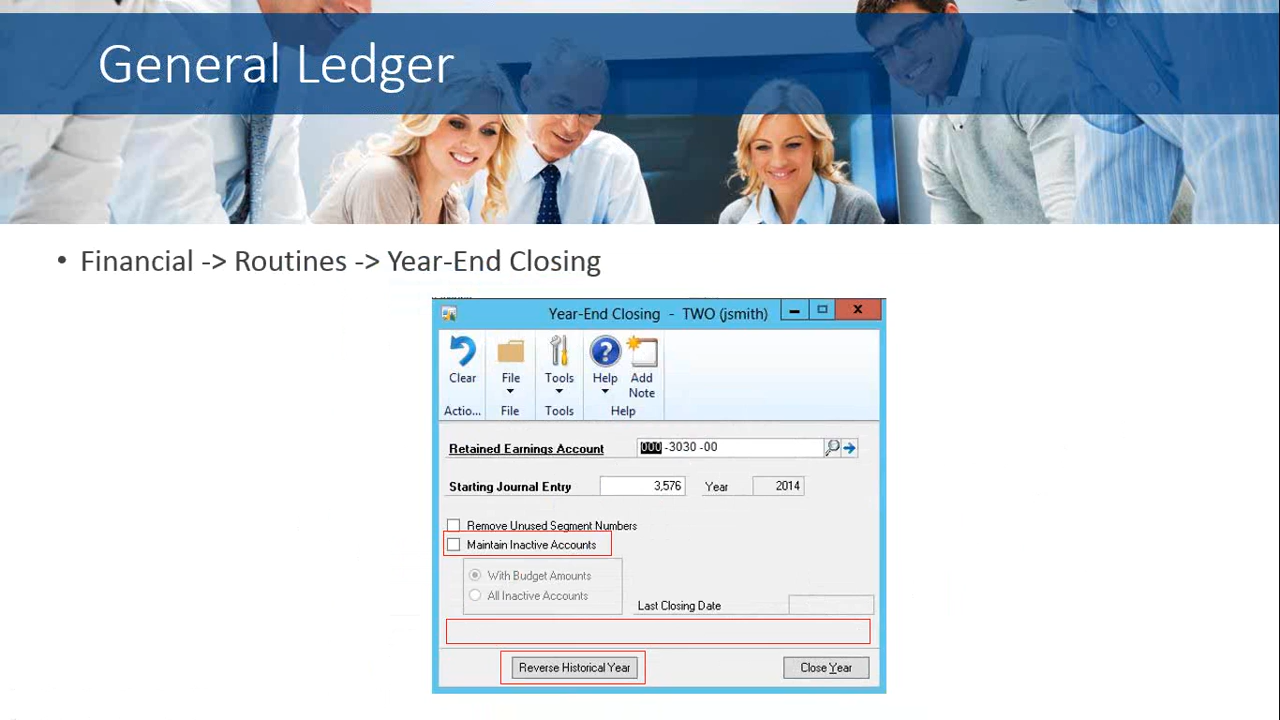 General Ledger
• Financial -> Routines -> Year-End Closing
Year-End Closing - TWO (jsmith)
Clear File Tools Help Add Note
Actio... File Tools Help
Retained Earnings Account 000 -3030 -00
Starting Journal Entry 3,576 Year 2014
Remove Unused Segment Numbers
Maintain Inactive Accounts
With Budget Amounts
All Inactive Accounts
Last Closing Date
Reverse Historical Year Close Year